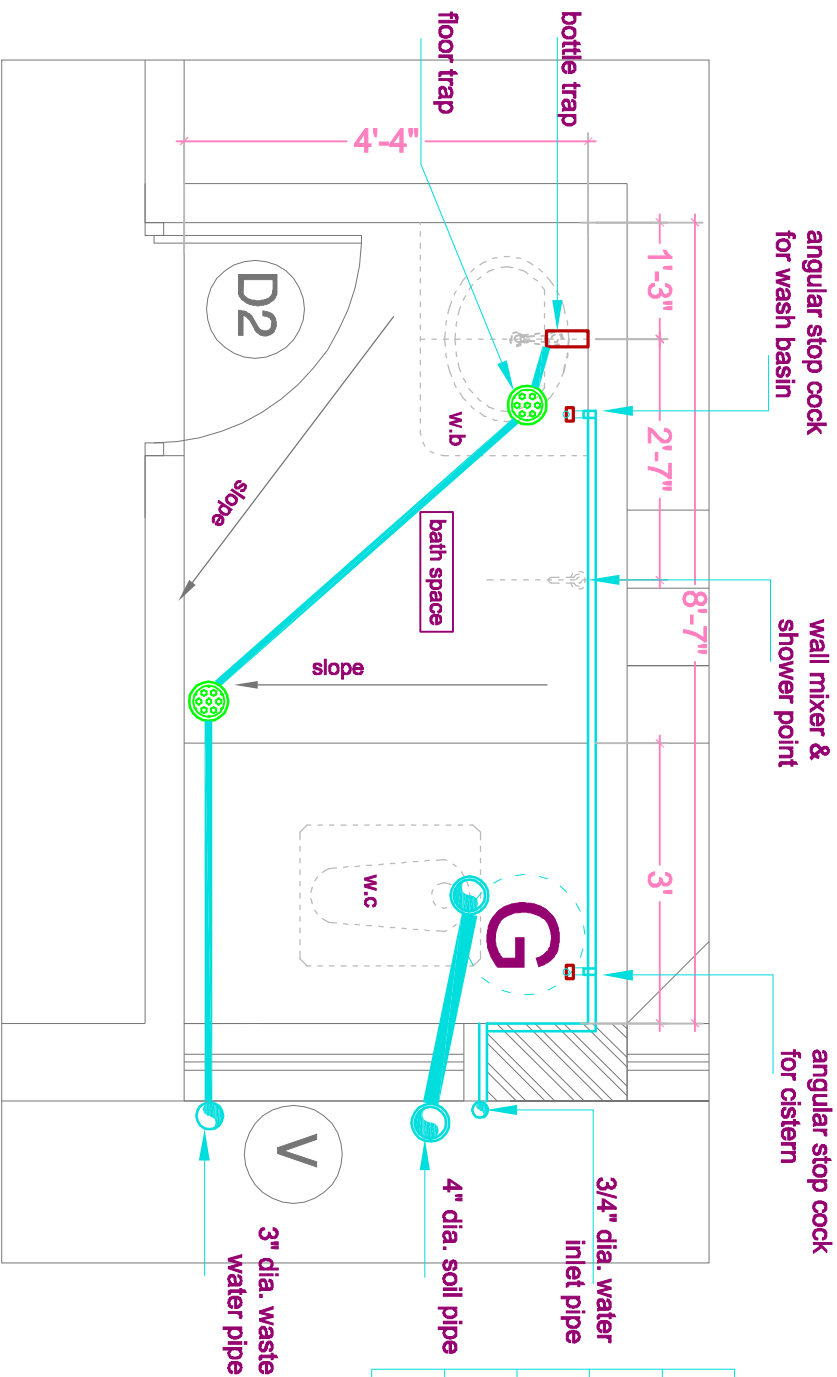 angular stop cock
for wash basin
wall mixer &
shower point
angular stop cock
for cistern
bottle trap
floor trap
4'-4"
1'-3"
2'-7"
8'-7"
3'
D2
w.b
bath space
slope
slope
w.c
G
V
3/4" dia. water
inlet pipe
4" dia. soil pipe
3" dia. waste
water pipe